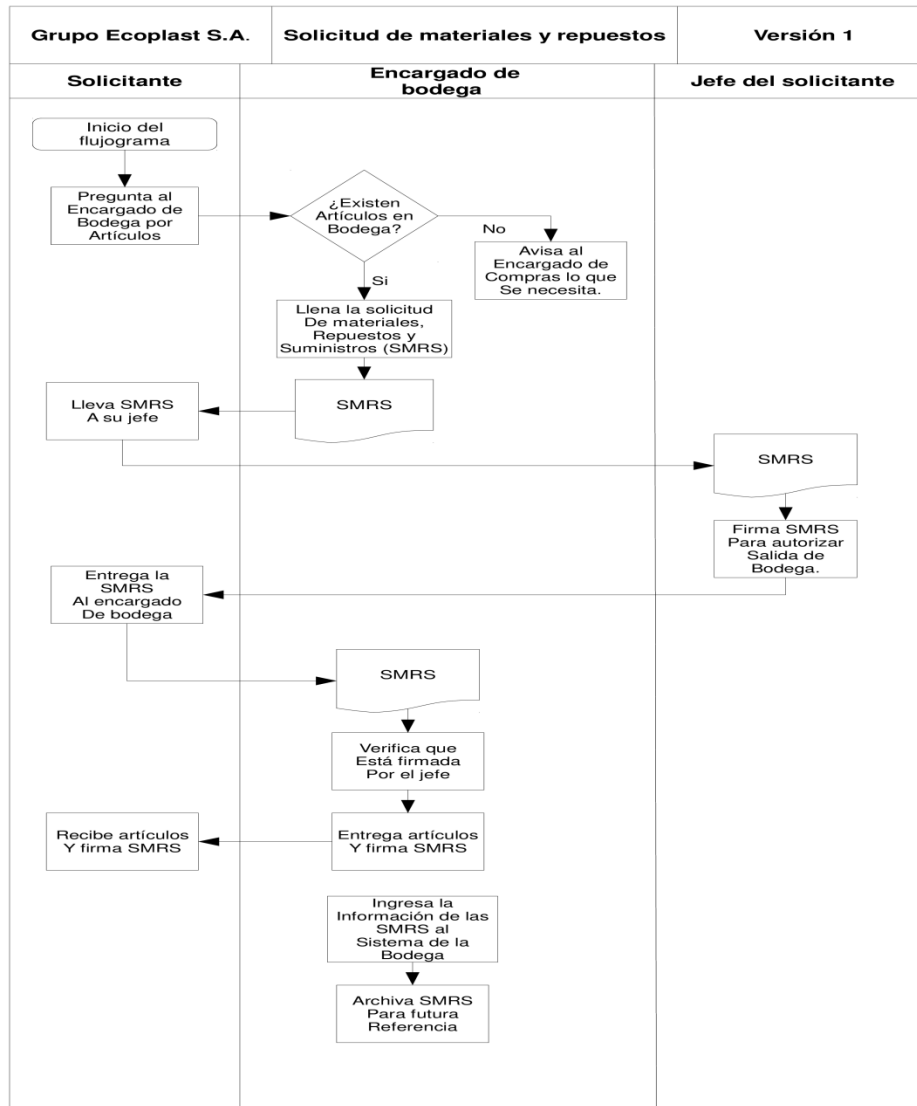 Grupo Ecoplast S.A.
Solicitud de materiales y repuestos
Versión 1
Solicitante
Encargado de
bodega
Jefe del solicitante
Inicio del
flujograma
Pregunta al
Encargado de
Bodega por
Artículos
¿Existen
Artículos en
Bodega?
No
Avisa al
Encargado de
Compras lo que
Se necesita.
Si
Llena la solicitud
De materiales,
Repuestos y
Suministros (SMRS)
SMRS
Lleva SMRS
A su jefe
SMRS
Firma SMRS
Para autorizar
Salida de
Bodega.
Entrega la
SMRS
Al encargado
De bodega
SMRS
Verifica que
Está firmada
Por el jefe
Entrega artículos
Y firma SMRS
Recibe artículos
Y firma SMRS
Ingresa la
Información de las
SMRS al
Sistema de la
Bodega
Archiva SMRS
Para futura
Referencia